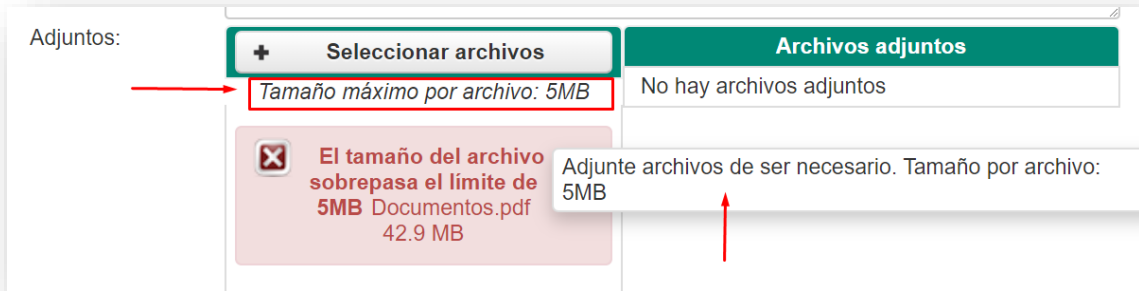 Adjuntos:
Seleccionar archivos
Archivos adjuntos
Tamaño máximo por archivo: 5MB
No hay archivos adjuntos
El tamaño del archivo
sobrepasa el límite de
5MB Documentos.pdf
42.9 MB
Adjunte archivos de ser necesario. Tamaño por archivo:
5MB